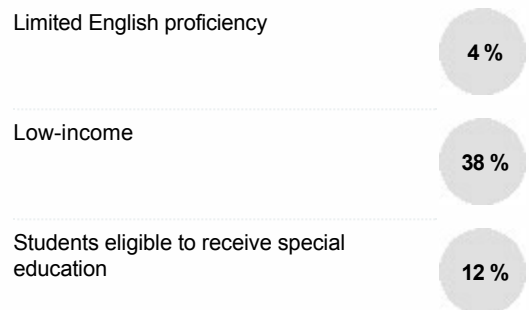 Limited English proficiency
4 %
Low-income
38 %
Students eligible to receive special
education
12 %